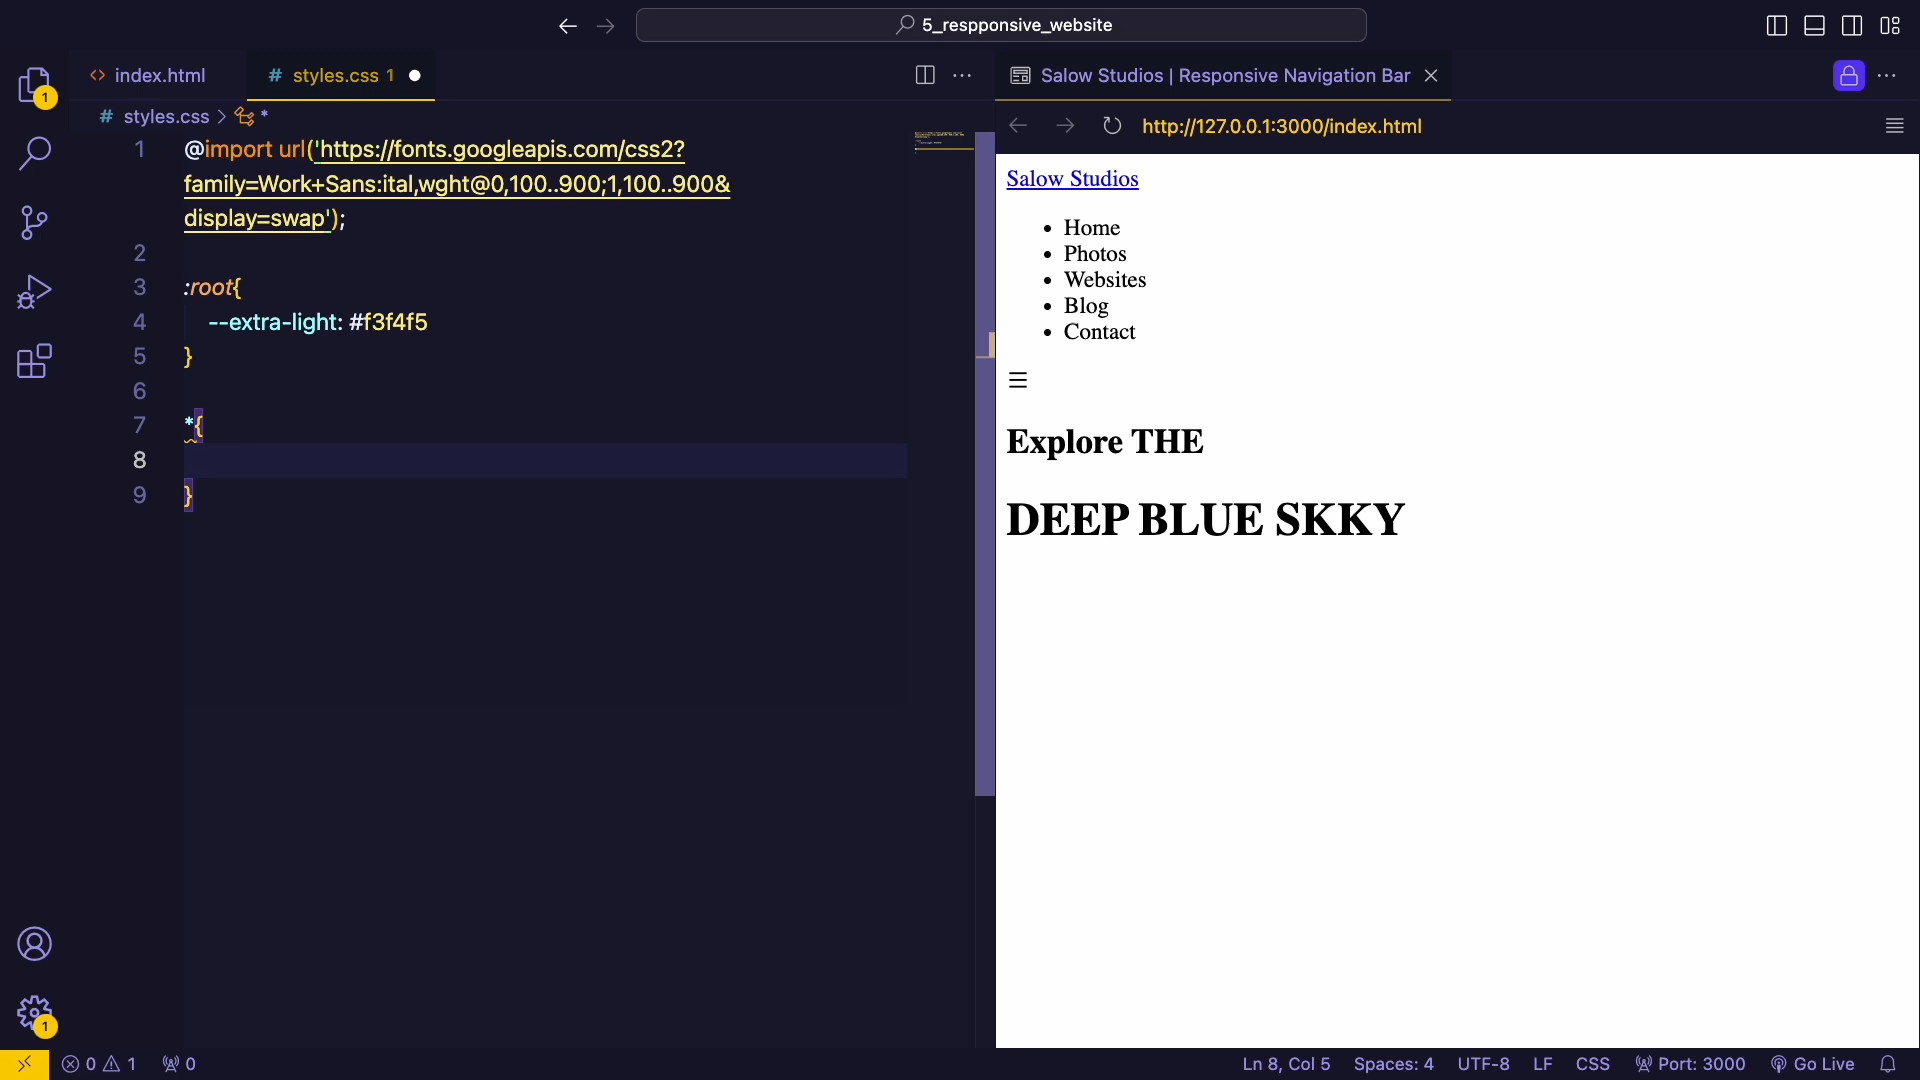 5_respponsive_website
index.html
# styles.css 1
Salow Studios | Responsive Navigation Bar
# styles.css > *
http://127.0.0.1:3000/index.html
1 @import url('https://fonts.googleapis.com/css2?
family=Work+Sans:ital,wght@0,100..900;1,100..900&
display=swap');
2
3 :root{
4 --extra-light: #f3f4f5
5 }
6
7 *{
8
9 }
Salow Studios
• Home
• Photos
• Websites
• Blog
• Contact
Explore THE
DEEP BLUE SKKY
1
1
0 1 0
Ln 8, Col 5 Spaces: 4 UTF-8 LF CSS Port: 3000 Go Live